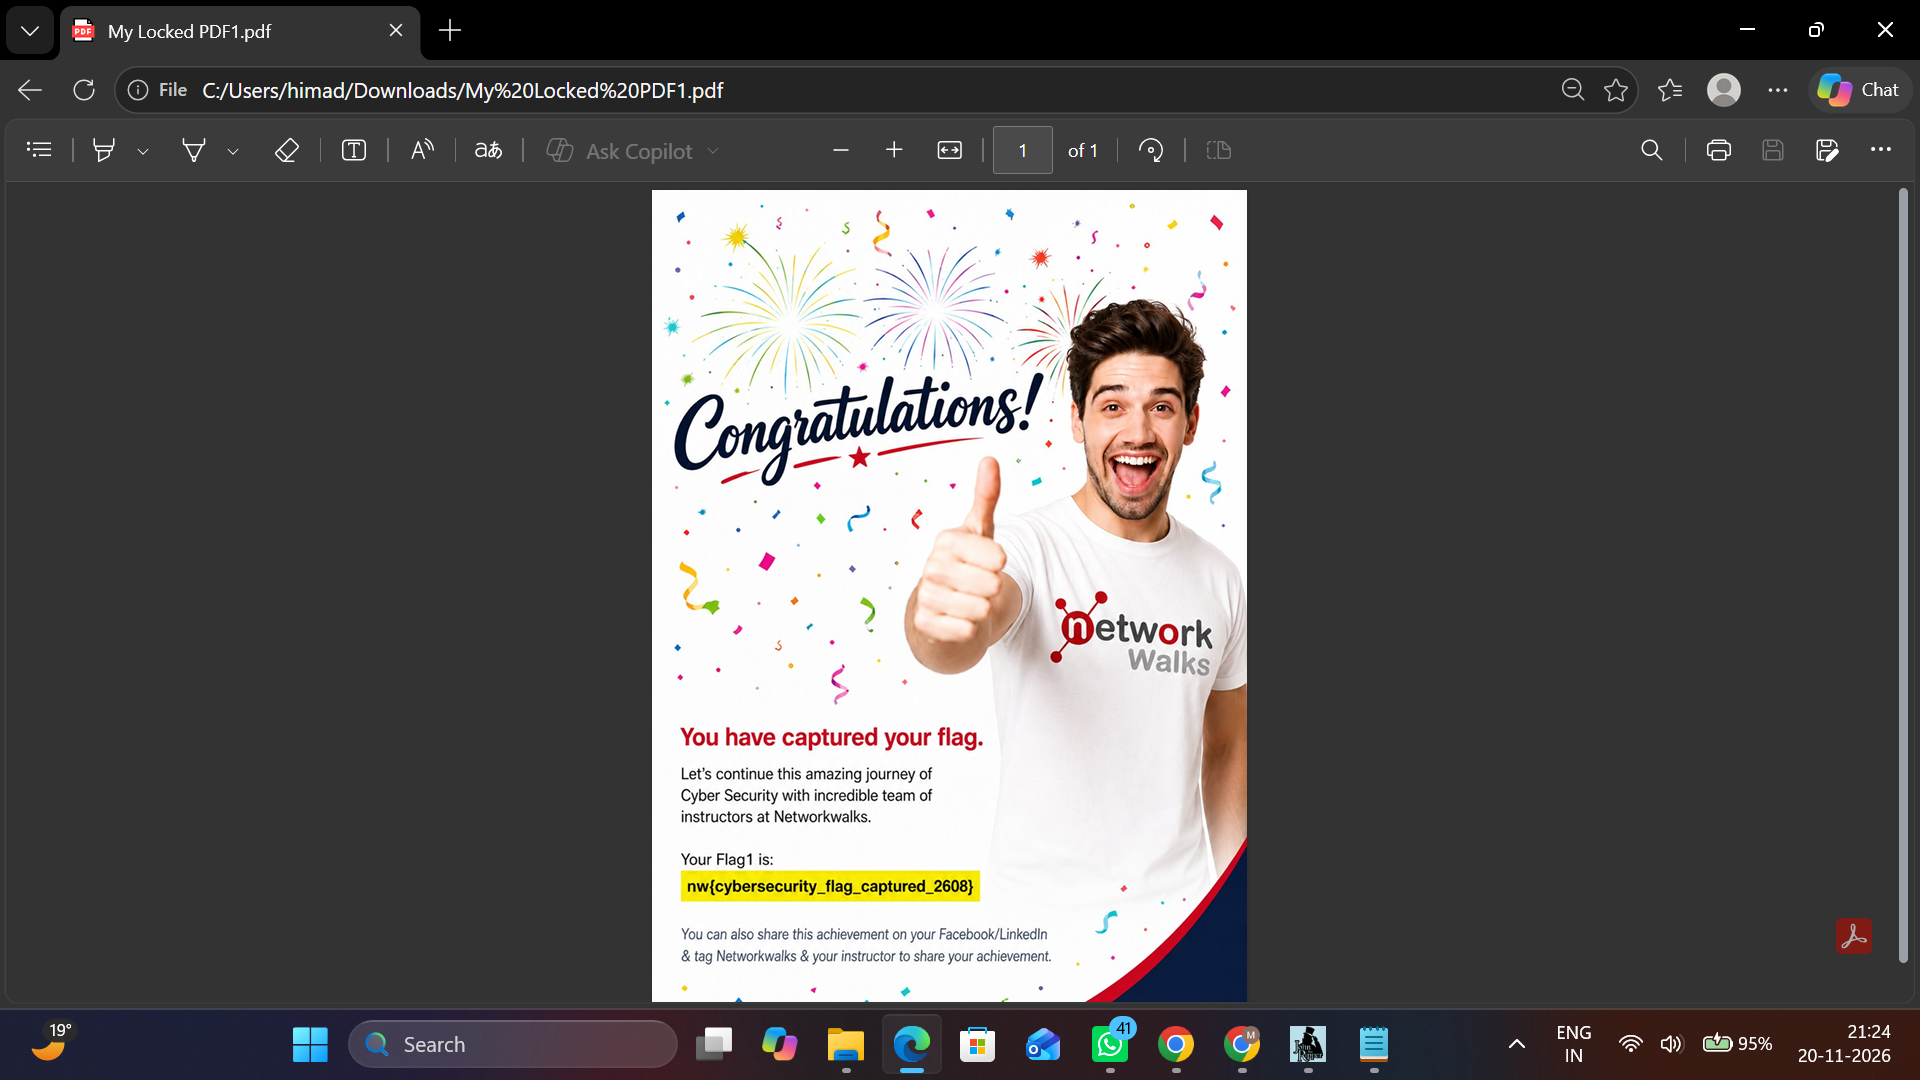 My Locked PDF1.pdf
File C:/Users/himad/Downloads/My%20Locked%20PDF1.pdf
Chat
Ask Copilot
1 of 1
Congratulations!
network
Walks
You have captured your flag.
Let's continue this amazing journey of
Cyber Security with incredible team of
instructors at Networkwalks.
Your Flag1 is:
nw{cybersecurity_flag_captured_2608}
You can also share this achievement on your Facebook/LinkedIn
& tag Networkwalks & your instructor to share your achievement.
19°
Search
41
M
ENG
IN
95%
21:24
20-11-2026